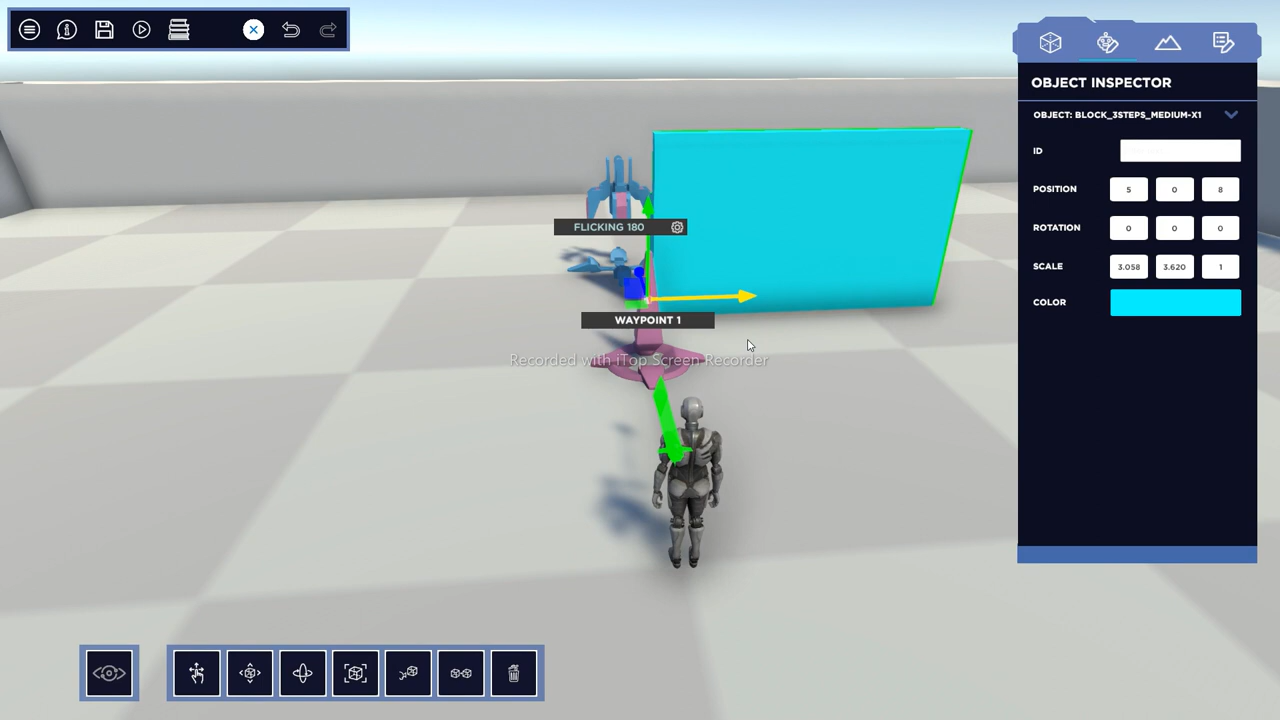 OBJECT INSPECTOR
OBJECT: BLOCK_3STEPS_MEDIUM-X1
ID
POSITION 5 0 8
ROTATION 0 0 0
SCALE 3.058 3.620 1
COLOR
FLICKING 180
WAYPOINT 1
Recorded with iTop Screen Recorder